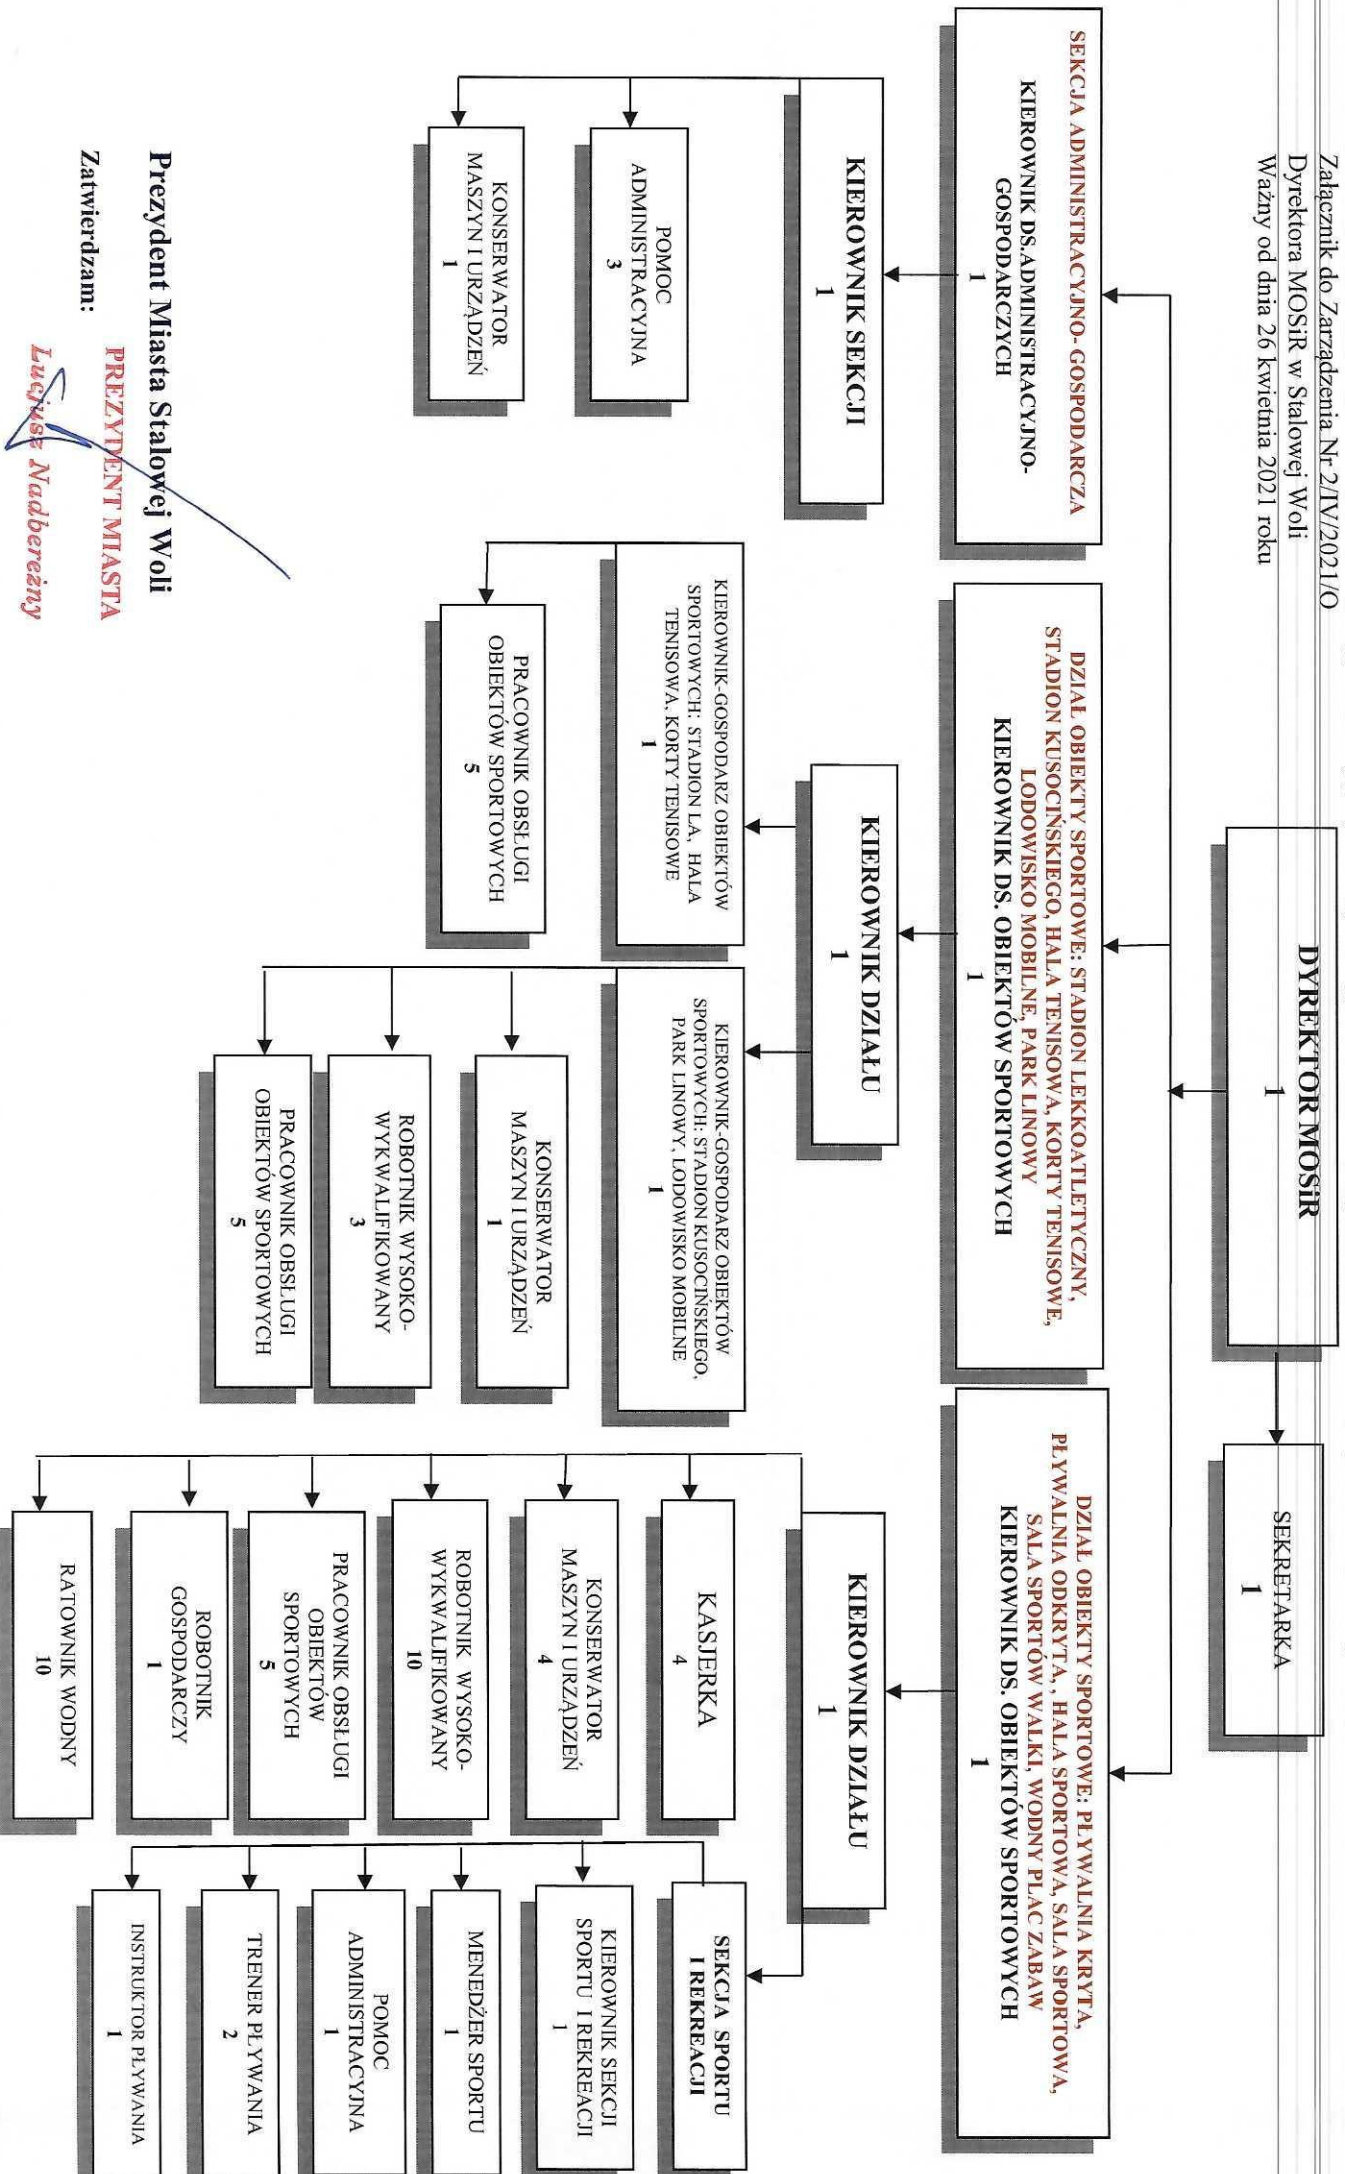 Załącznik do Zarządzenia Nr 2/IV/2021/O
Dyrektora MOSiR w Stalowej Woli
Ważny od dnia 26 kwietnia 2021 roku
DYREKTOR MOSiR
1
SEKRETARKA
1
SEKCJA ADMINISTRACYJNO- GOSPODARCZA
KIEROWNIK DS.ADMINISTRACYJNO-
GOSPODARCZYCH
1
DZIAŁ OBIEKTY SPORTOWE: STADION LEKKOATLETYCZNY,
STADION KUSOCIŃSKIEGO, HALA TENISOWA, KORTY TENISOWE,
LODOWISKO MOBILNE, PARK LINOWY
KIEROWNIK DS. OBIEKTÓW SPORTOWYCH
1
DZIAŁ OBIEKTY SPORTOWE: PŁYWALNIA KRYTA,
PŁYWALNIA ODKRYTA, , HALA SPORTOWA, SALA SPORTOWA,
SALA SPORTÓW WALKI, WODNY PLAC ZABAW
KIEROWNIK DS. OBIEKTÓW SPORTOWYCH
1
KIEROWNIK SEKCJI
1
POMOC
ADMINISTRACYJNA
3
KONSERWATOR
MASZYN I URZĄDZEŃ
1
KIEROWNIK DZIAŁU
1
KIEROWNIK-GOSPODARZ OBIEKTÓW
SPORTOWYCH: STADION LA, HALA
TENISOWA, KORTY TENISOWE
1
PRACOWNIK OBSŁUGI
OBIEKTÓW SPORTOWYCH
5
KIEROWNIK-GOSPODARZ OBIEKTÓW
SPORTOWYCH: STADION KUSOCIŃSKIEGO,
PARK LINOWY, LODOWISKO MOBILNE
1
KONSERWATOR
MASZYN I URZĄDZEŃ
1
ROBOTNIK WYSOKO-
WYKWALIFIKOWANY
3
PRACOWNIK OBSŁUGI
OBIEKTÓW SPORTOWYCH
5
KIEROWNIK DZIAŁU
1
KASJERKA
4
KONSERWATOR
MASZYN I URZĄDZEŃ
4
ROBOTNIK WYSOKO-
WYKWALIFIKOWANY
10
PRACOWNIK OBSŁUGI
OBIEKTÓW
SPORTOWYCH
5
ROBOTNIK
GOSPODARCZY
1
RATOWNIK WODNY
10
SEKCJA SPORTU
I REKREACJI
KIEROWNIK SEKCJI
SPORTU I REKREACJI
1
MENEDŻER SPORTU
1
POMOC
ADMINISTRACYJNA
1
TRENER PŁYWANIA
2
INSTRUKTOR PŁYWANIA
1
Prezydent Miasta Stalowej Woli
Zatwierdzam:
PREZYDENT MIASTA
Lucjusz Nadbereżny